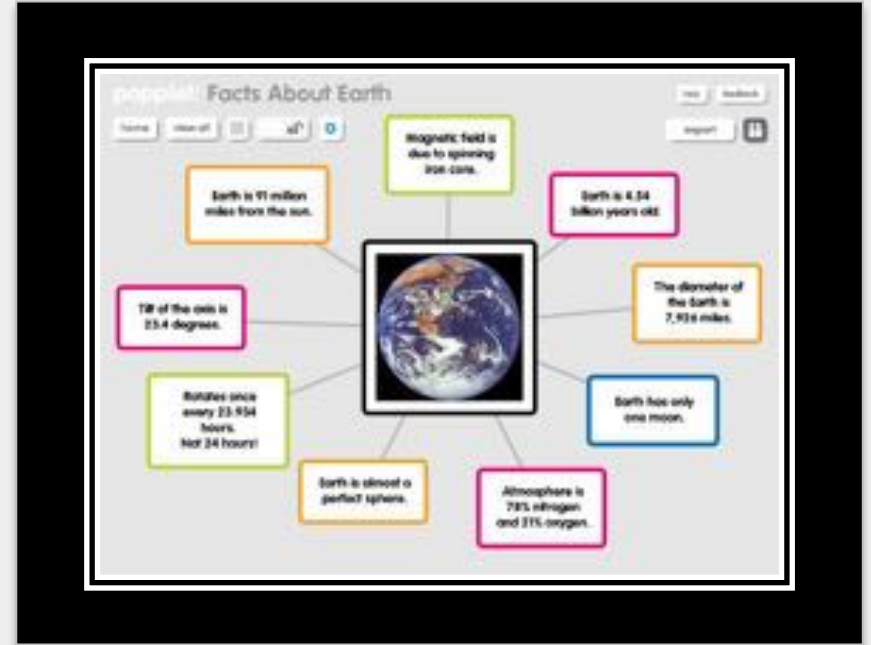 popplet Facts About Earth
help feedback
home view all
export
Magnetic field is
due to spinning
iron core.
Earth is 91 million
miles from the sun.
Earth is 4.54
billion years old.
The diameter of
the Earth is
7,926 miles.
Tilt of the axis is
23.4 degrees.
Rotates once
every 23.934
hours.
Not 24 hours!
Earth has only
one moon.
Earth is almost a
perfect sphere.
Atmosphere is
78% nitrogen
and 21% oxygen.